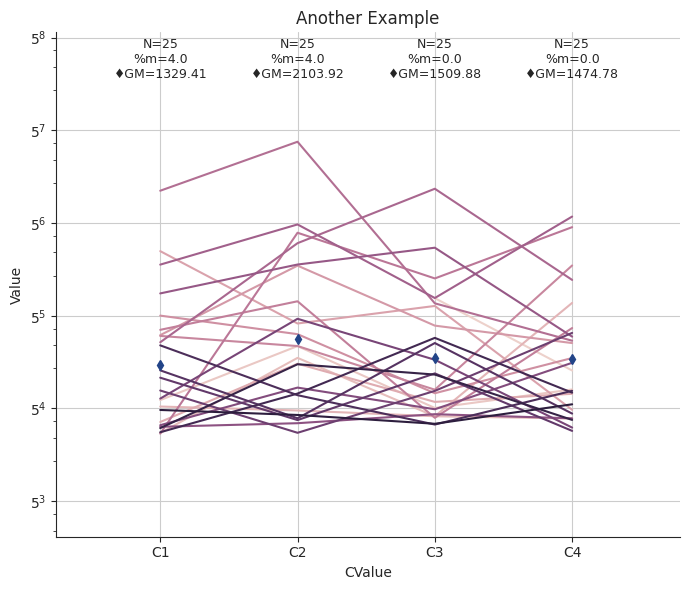 Another Example
N=25 N=25 N=25 N=25
%m=4.0 %m=4.0 %m=0.0 %m=0.0
♦GM=1329.41 ♦GM=2103.92 ♦GM=1509.88 ♦GM=1474.78
5⁸
5⁷
5⁶
5⁵
5⁴
5³
Value
C1 C2 C3 C4
CValue